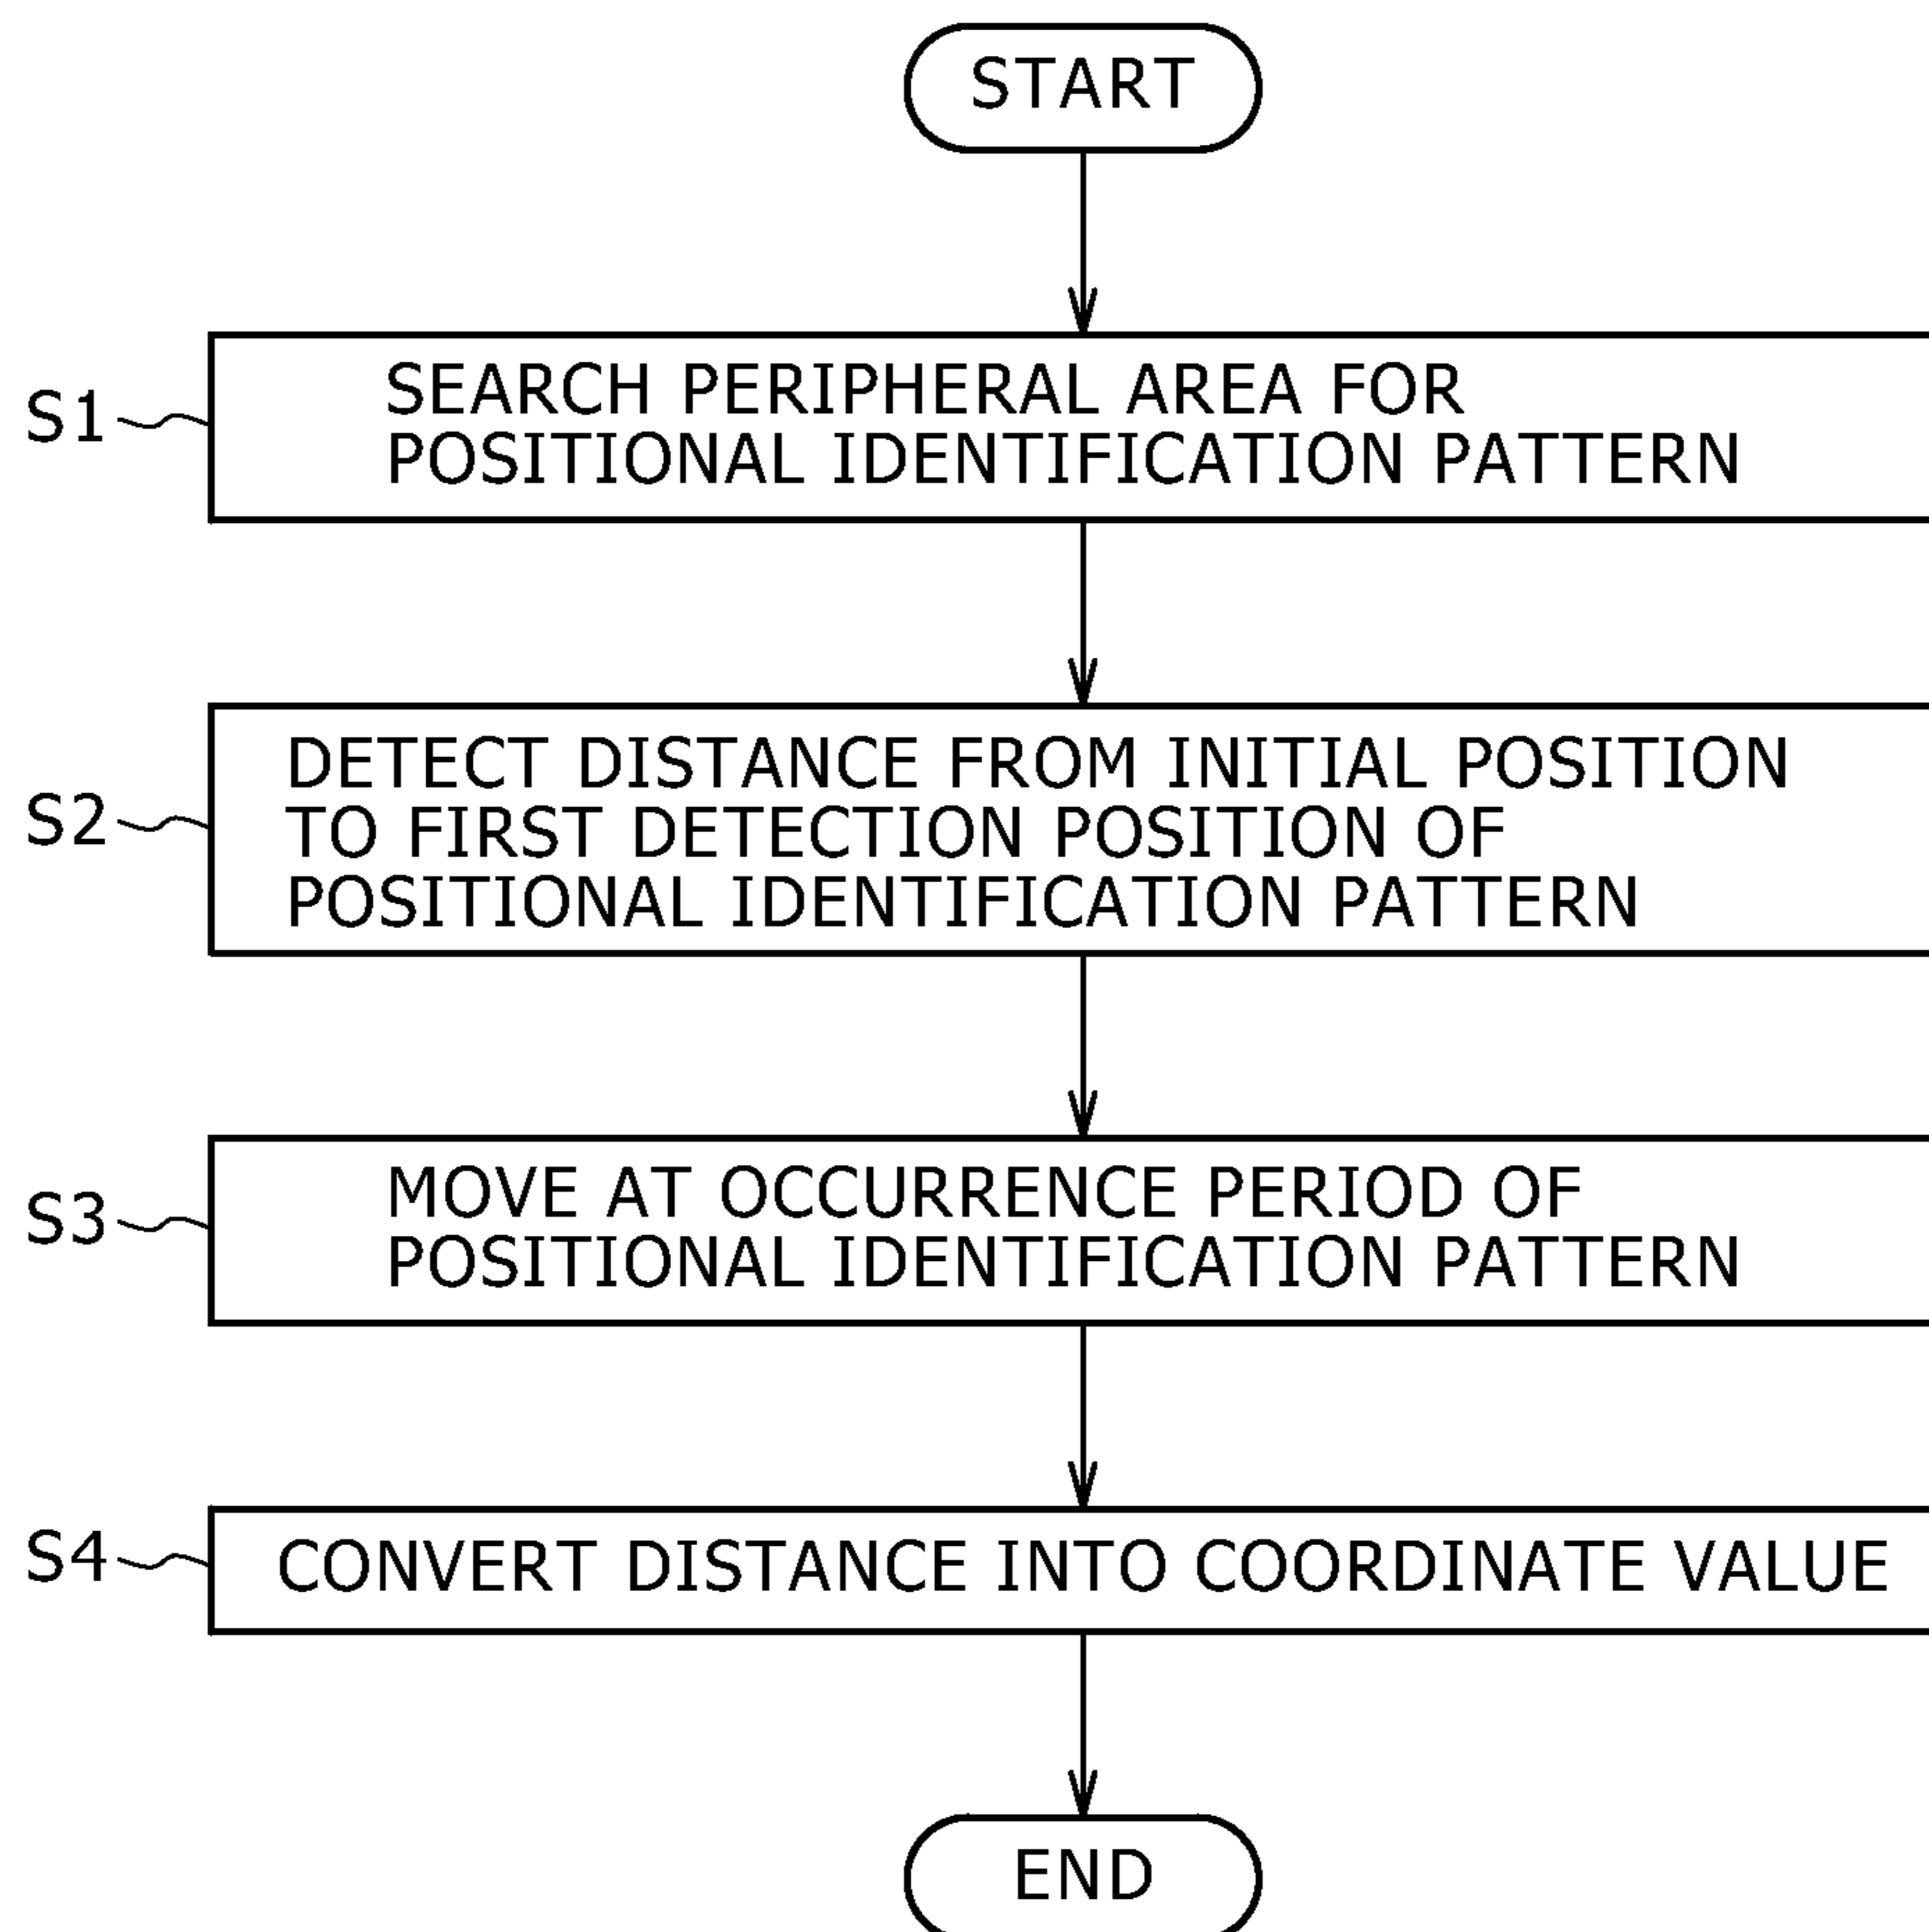 START
S1
SEARCH PERIPHERAL AREA FOR
POSITIONAL IDENTIFICATION PATTERN
S2
DETECT DISTANCE FROM INITIAL POSITION
TO FIRST DETECTION POSITION OF
POSITIONAL IDENTIFICATION PATTERN
S3
MOVE AT OCCURRENCE PERIOD OF
POSITIONAL IDENTIFICATION PATTERN
S4
CONVERT DISTANCE INTO COORDINATE VALUE
END